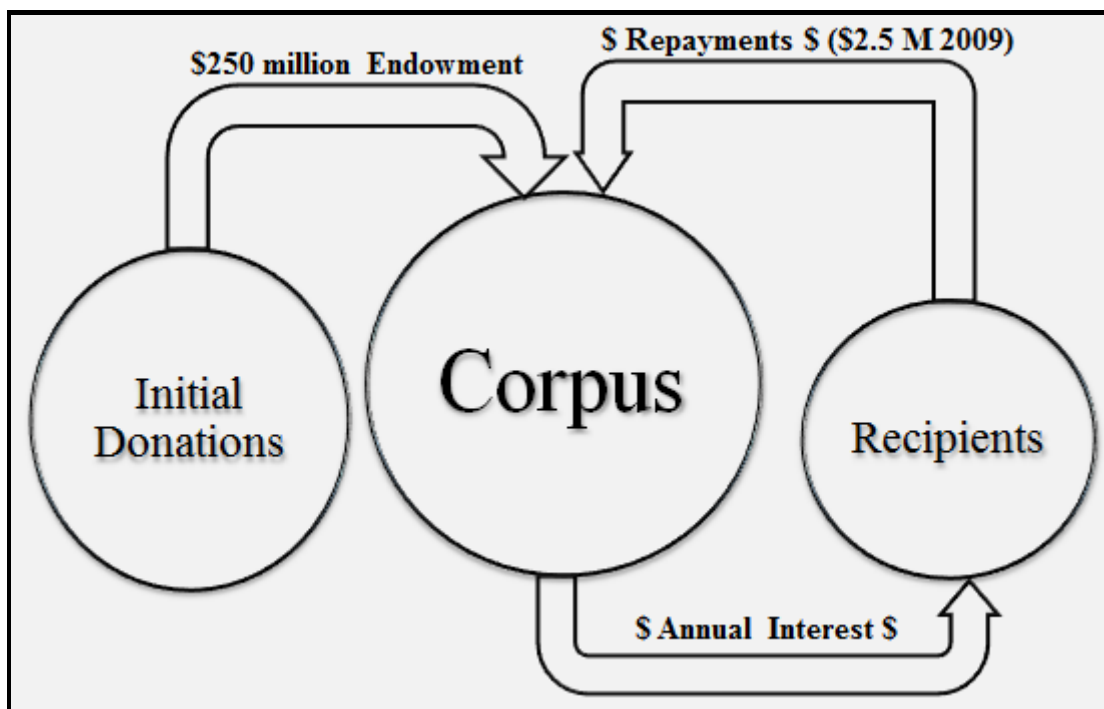 $ Repayments $ ($2.5 M 2009)
$250 million Endowment
Initial
Donations
Corpus
Recipients
$ Annual Interest $